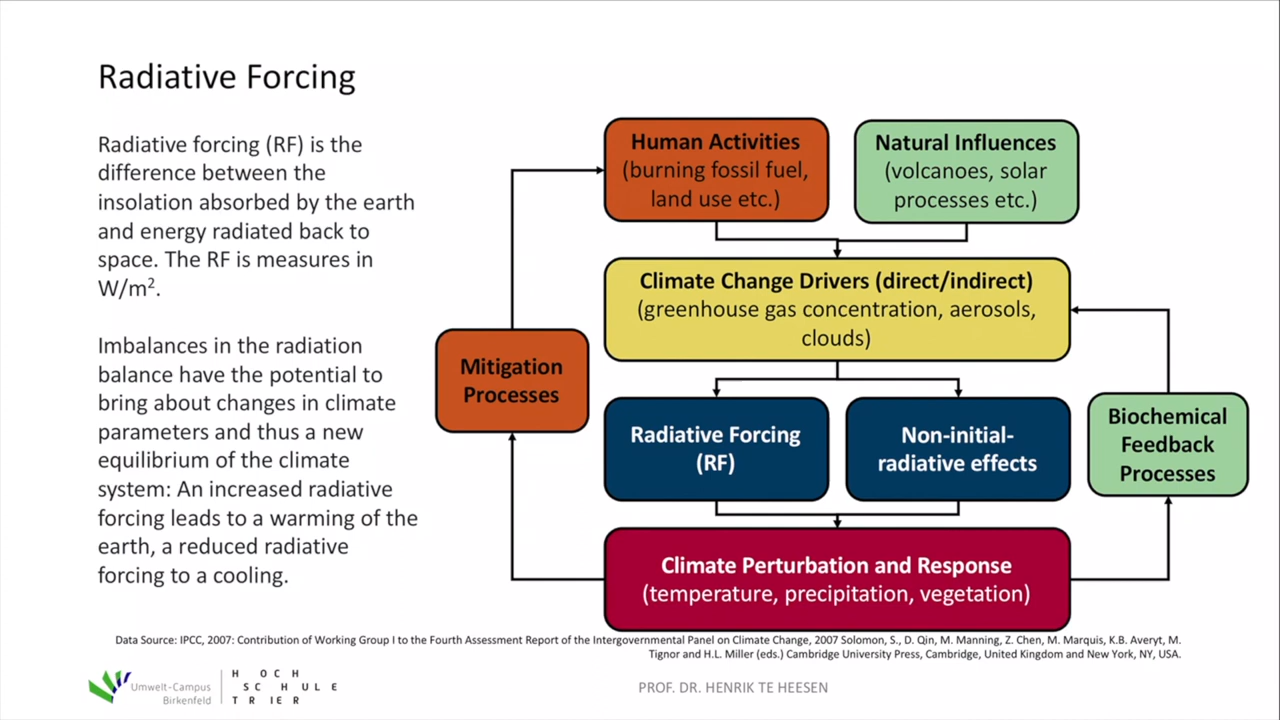 Radiative Forcing
Radiative forcing (RF) is the
difference between the
insolation absorbed by the earth
and energy radiated back to
space. The RF is measures in
W/m².
Imbalances in the radiation
balance have the potential to
bring about changes in climate
parameters and thus a new
equilibrium of the climate
system: An increased radiative
forcing leads to a warming of the
earth, a reduced radiative
forcing to a cooling.
Human Activities
(burning fossil fuel,
land use etc.)
Natural Influences
(volcanoes, solar
processes etc.)
Climate Change Drivers (direct/indirect)
(greenhouse gas concentration, aerosols,
clouds)
Mitigation
Processes
Radiative Forcing
(RF)
Non-initial-
radiative effects
Biochemical
Feedback
Processes
Climate Perturbation and Response
(temperature, precipitation, vegetation)
Data Source: IPCC, 2007: Contribution of Working Group I to the Fourth Assessment Report of the Intergovernmental Panel on Climate Change, 2007 Solomon, S., D. Qin, M. Manning, Z. Chen, M. Marquis, K.B. Averyt, M.
Tignor and H.L. Miller (eds.) Cambridge University Press, Cambridge, United Kingdom and New York, NY, USA.
Umwelt-Campus
Birkenfeld
H O C H
S C H U L E
T R I E R
PROF. DR. HENRIK TE HEESEN